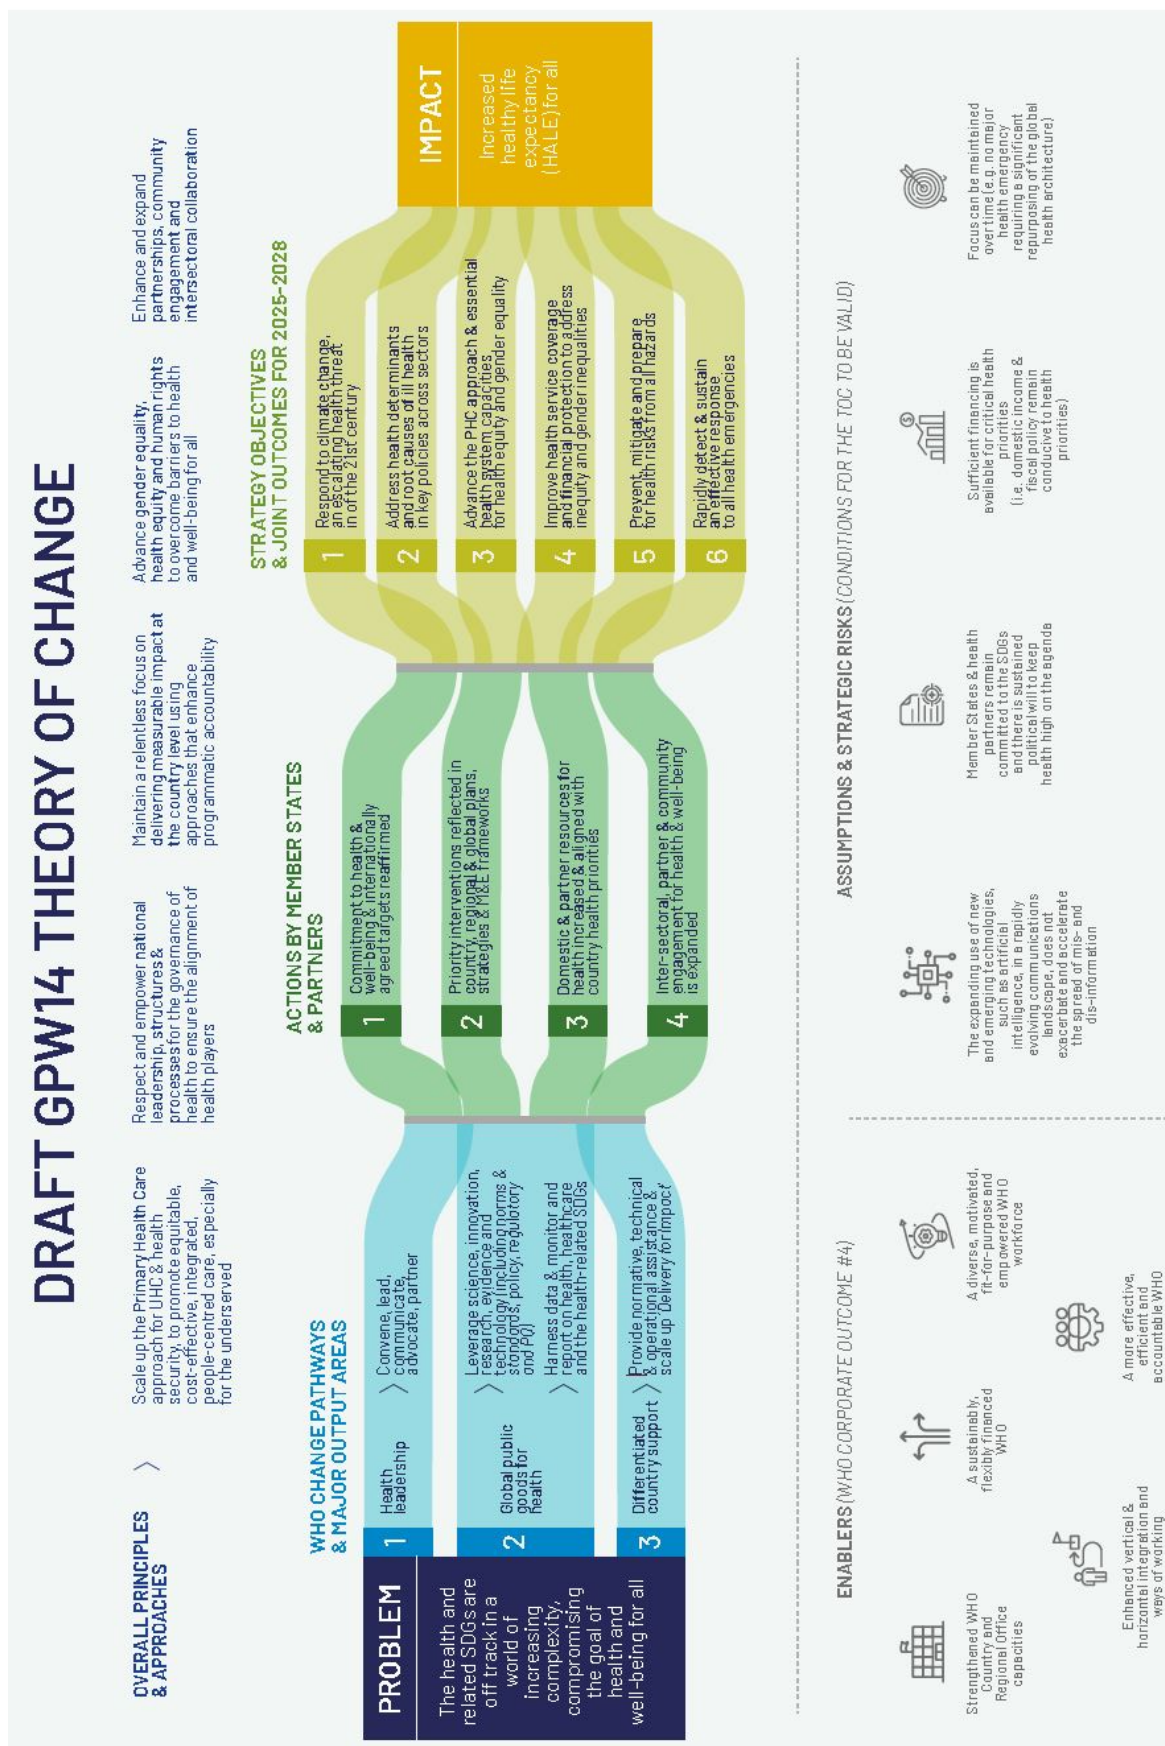 DRAFT GPW14 THEORY OF CHANGE
OVERALL PRINCIPLES
& APPROACHES
Scale up the Primary Health Care
approach for UHC & health
security, to promote equitable,
cost-effective, integrated,
people-centred care, especially
for the underserved
Respect and empower national
leadership, structures &
processes for the governance of
health to ensure the alignment of
health players
Maintain a relentless focus on
delivering measurable impact at
the country level using
approaches that enhance
programmatic accountability
Advance gender equality,
health equity and human rights
to overcome barriers to health
and well-being for all
Enhance and expand
partnerships, community
engagement and
intersectoral collaboration
PROBLEM
The health and
related SDGs are
off track in a
world of
increasing
complexity,
compromising
the goal of
health and
well-being for all
WHO CHANGE PATHWAYS
& MAJOR OUTPUT AREAS
1
Health
leadership
Convene, lead,
communicate,
advocate, partner
2
Global public
goods for
health
Leverage science, innovation,
research, evidence and
technology (including norms &
standards, policy, regulatory
and PQ)
Harness data & monitor and
report on health, healthcare
and the health-related SDGs
3
Differentiated
country support
Provide normative, technical
& operational assistance &
scale up 'Delivery for Impact'
ACTIONS BY MEMBER STATES
& PARTNERS
1
Commitment to health &
well-being & internationally
agreed targets reaffirmed
2
Priority interventions reflected in
country, regional & global plans,
strategies & M&E frameworks
3
Domestic & partner resources for
health increased & aligned with
country health priorities
4
Inter-sectoral, partner & community
engagement for health & well-being
is expanded
STRATEGY OBJECTIVES
& JOINT OUTCOMES FOR 2025-2028
1
Respond to climate change,
an escalating health threat
in of the 21st century
2
Address health determinants
and root causes of ill health
in key policies across sectors
3
Advance the PHC approach & essential
health system capacities
for health equity and gender equality
4
Improve health service coverage
and financial protection to address
inequity and gender inequalities
5
Prevent, mitigate and prepare
for health risks from all hazards
6
Rapidly detect & sustain
an effective response
to all health emergencies
IMPACT
Increased
healthy life
expectancy
(HALE) for all
ENABLERS (WHO CORPORATE OUTCOME #4)
Strengthened WHO
Country and
Regional Office
capacities
A sustainably,
flexibly financed
WHO
A diverse, motivated,
fit-for-purpose and
empowered WHO
workforce
Enhanced vertical &
horizontal integration and
ways of working
A more effective,
efficient and
accountable WHO
ASSUMPTIONS & STRATEGIC RISKS (CONDITIONS FOR THE TOC TO BE VALID)
The expanding use of new
and emerging technologies,
such as artificial
intelligence, in a rapidly
evolving communications
landscape, does not
exacerbate and accelerate
the spread of mis- and
dis-information
Member States & health
partners remain
committed to the SDGs
and there is sustained
political will to keep
health high on the agenda
Sufficient financing is
available for critical health
priorities
(i.e. domestic income &
fiscal policy remain
conducive to health
priorities)
Focus can be maintained
over time (e.g. no major
health emergency
requiring a significant
repurposing of the global
health architecture)